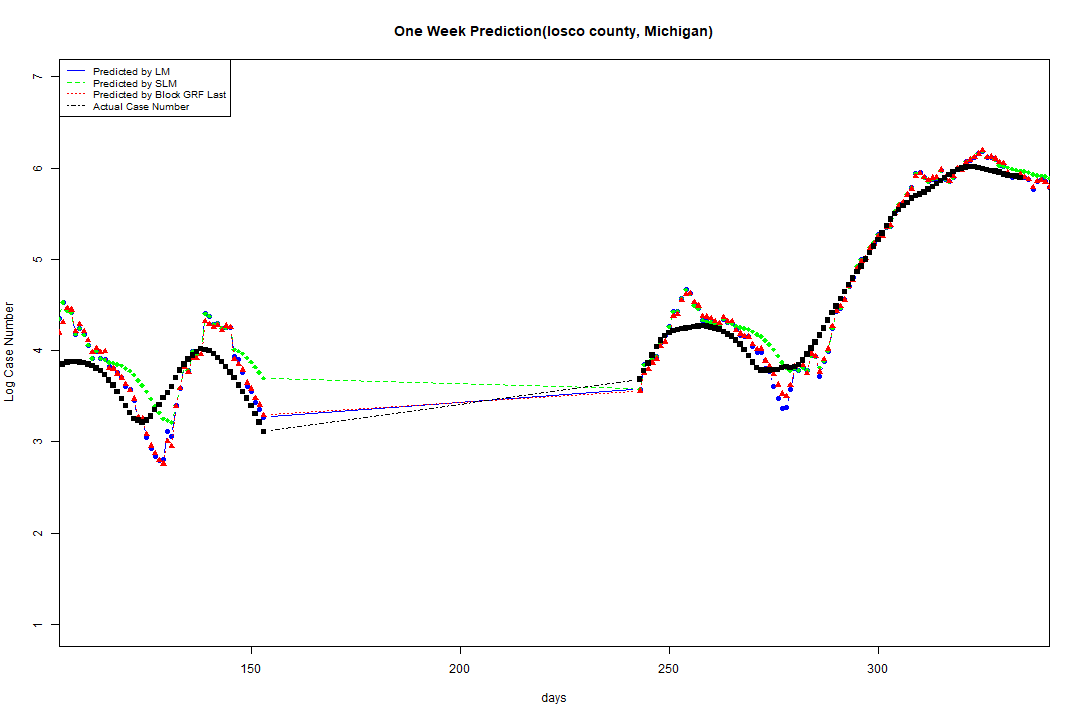 One Week Prediction(Iosco county, Michigan)
Predicted by LM
Predicted by SLM
Predicted by Block GRF Last
Actual Case Number
7
6
5
4
3
2
1
Log Case Number
150 200 250 300
days